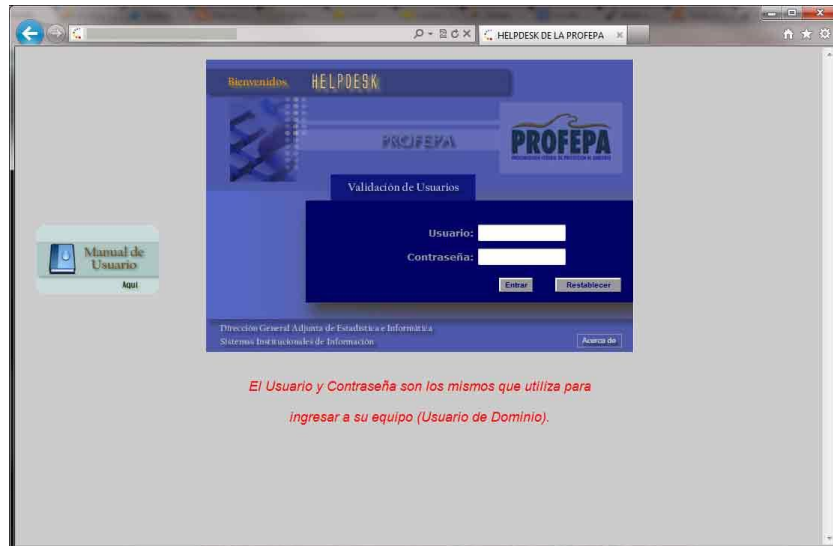 HELPDESK DE LA PROFEPA
Bienvenidos HELPDESK
PROFEPA
PROFEPA
Validación de Usuarios
Usuario:
Contraseña:
Entrar Restablecer
Manual de
Usuario
Aquí
Dirección General Adjunta de Estadística e Informática
Sistemas Institucionales de Información
Acerca de
El Usuario y Contraseña son los mismos que utiliza para
ingresar a su equipo (Usuario de Dominio).